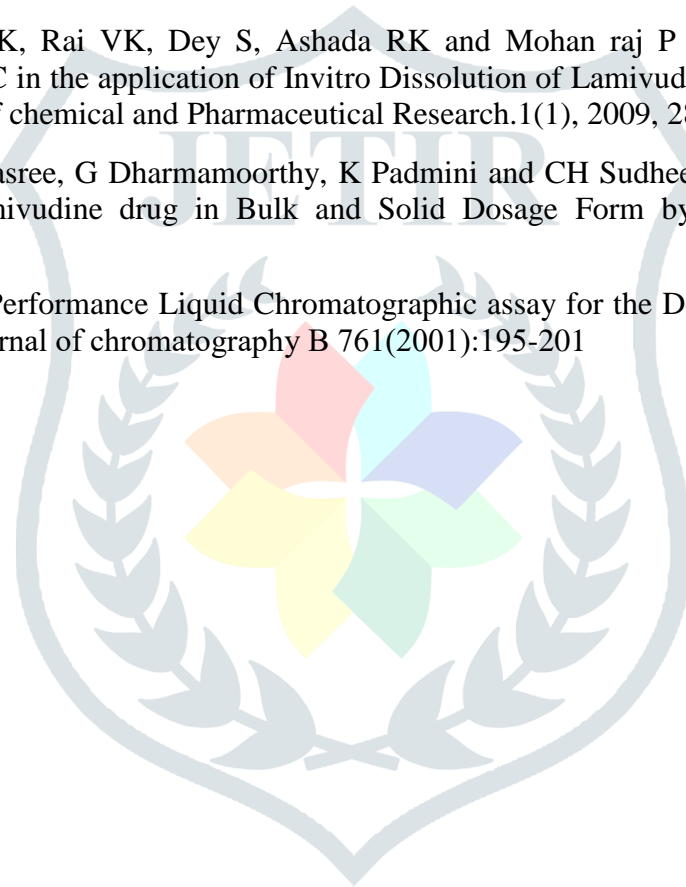 K, Rai VK, Dey S, Ashada RK and Mohan raj P
C in the application of Invitro Dissolution of Lamivud
f chemical and Pharmaceutical Research.1(1), 2009, 28
asree, G Dharmamoorthy, K Padmini and CH Sudhee
nivudine drug in Bulk and Solid Dosage Form by
Performance Liquid Chromatographic assay for the D
rnal of chromatography B 761(2001):195-201
JETIR